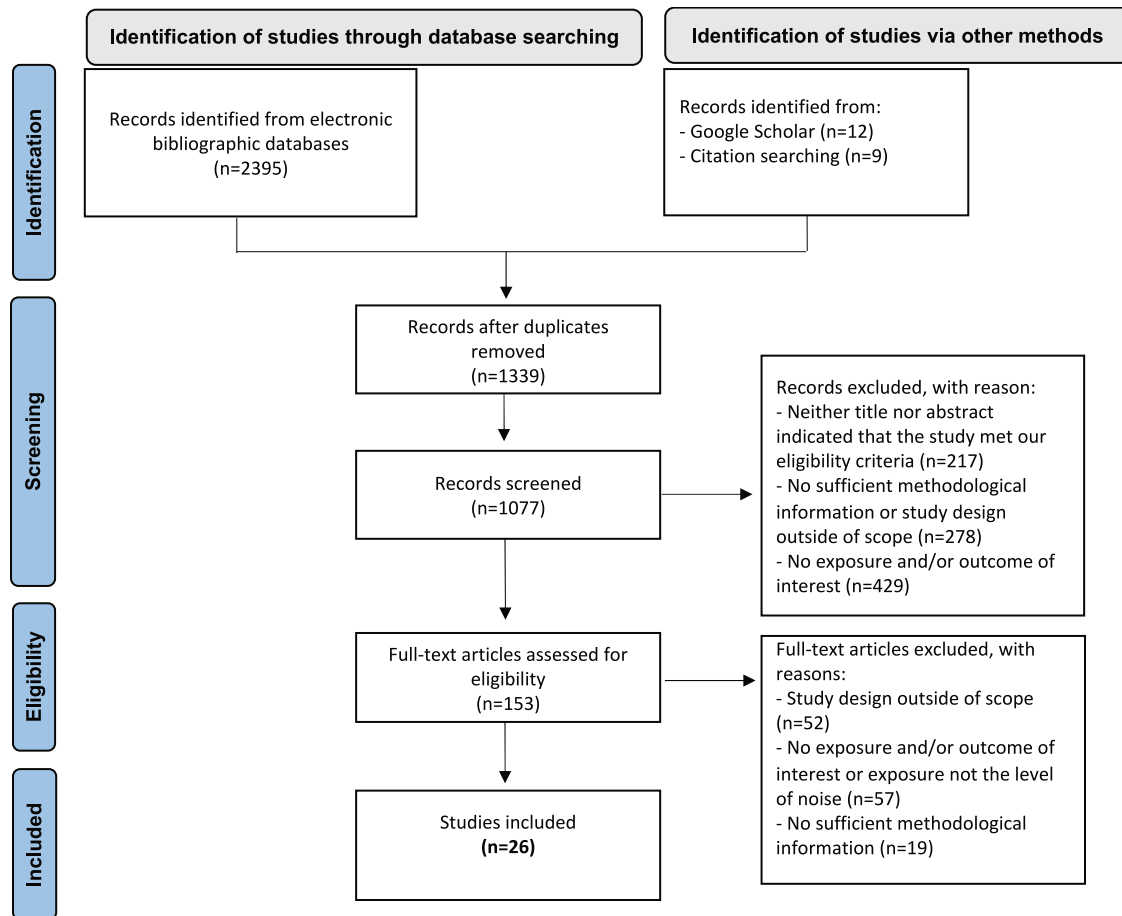 Identification of studies through database searching
Identification of studies via other methods
Identification
Records identified from electronic
bibliographic databases
(n=2395)
Records identified from:
- Google Scholar (n=12)
- Citation searching (n=9)
Screening
Records after duplicates
removed
(n=1339)
Records screened
(n=1077)
Records excluded, with reason:
- Neither title nor abstract
indicated that the study met our
eligibility criteria (n=217)
- No sufficient methodological
information or study design
outside of scope (n=278)
- No exposure and/or outcome of
interest (n=429)
Eligibility
Full-text articles assessed for
eligibility
(n=153)
Full-text articles excluded, with
reasons:
- Study design outside of scope
(n=52)
- No exposure and/or outcome of
interest or exposure not the level
of noise (n=57)
- No sufficient methodological
information (n=19)
Included
Studies included
(n=26)